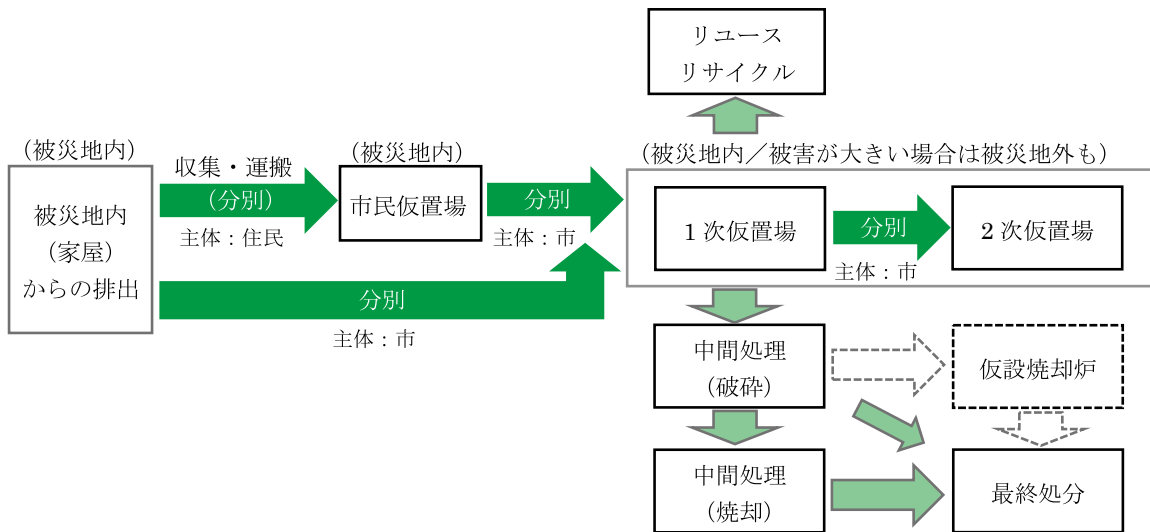 リユース
リサイクル
（被災地内）
収集・運搬
（被災地内）
（被災地内／被害が大きい場合は被災地外も）
被災地内
（家屋）
からの排出
（分別）
市民仮置場
分別
1次仮置場
分別
2次仮置場
主体：住民
主体：市
主体：市
分別
主体：市
中間処理
（破砕）
仮設焼却炉
中間処理
（焼却）
最終処分